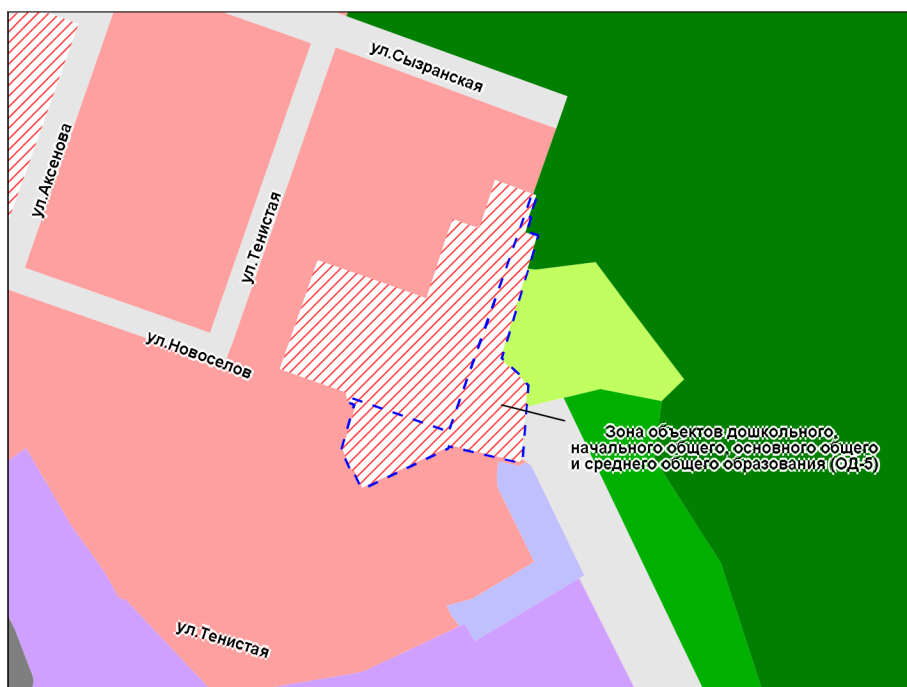 ул.Сызранская
ул.Аксенова
ул.Тенистая
ул.Новоселов
Зона объектов дошкольного,
начального общего, основного общего
и среднего общего образования (ОД-5)
ул.Тенистая